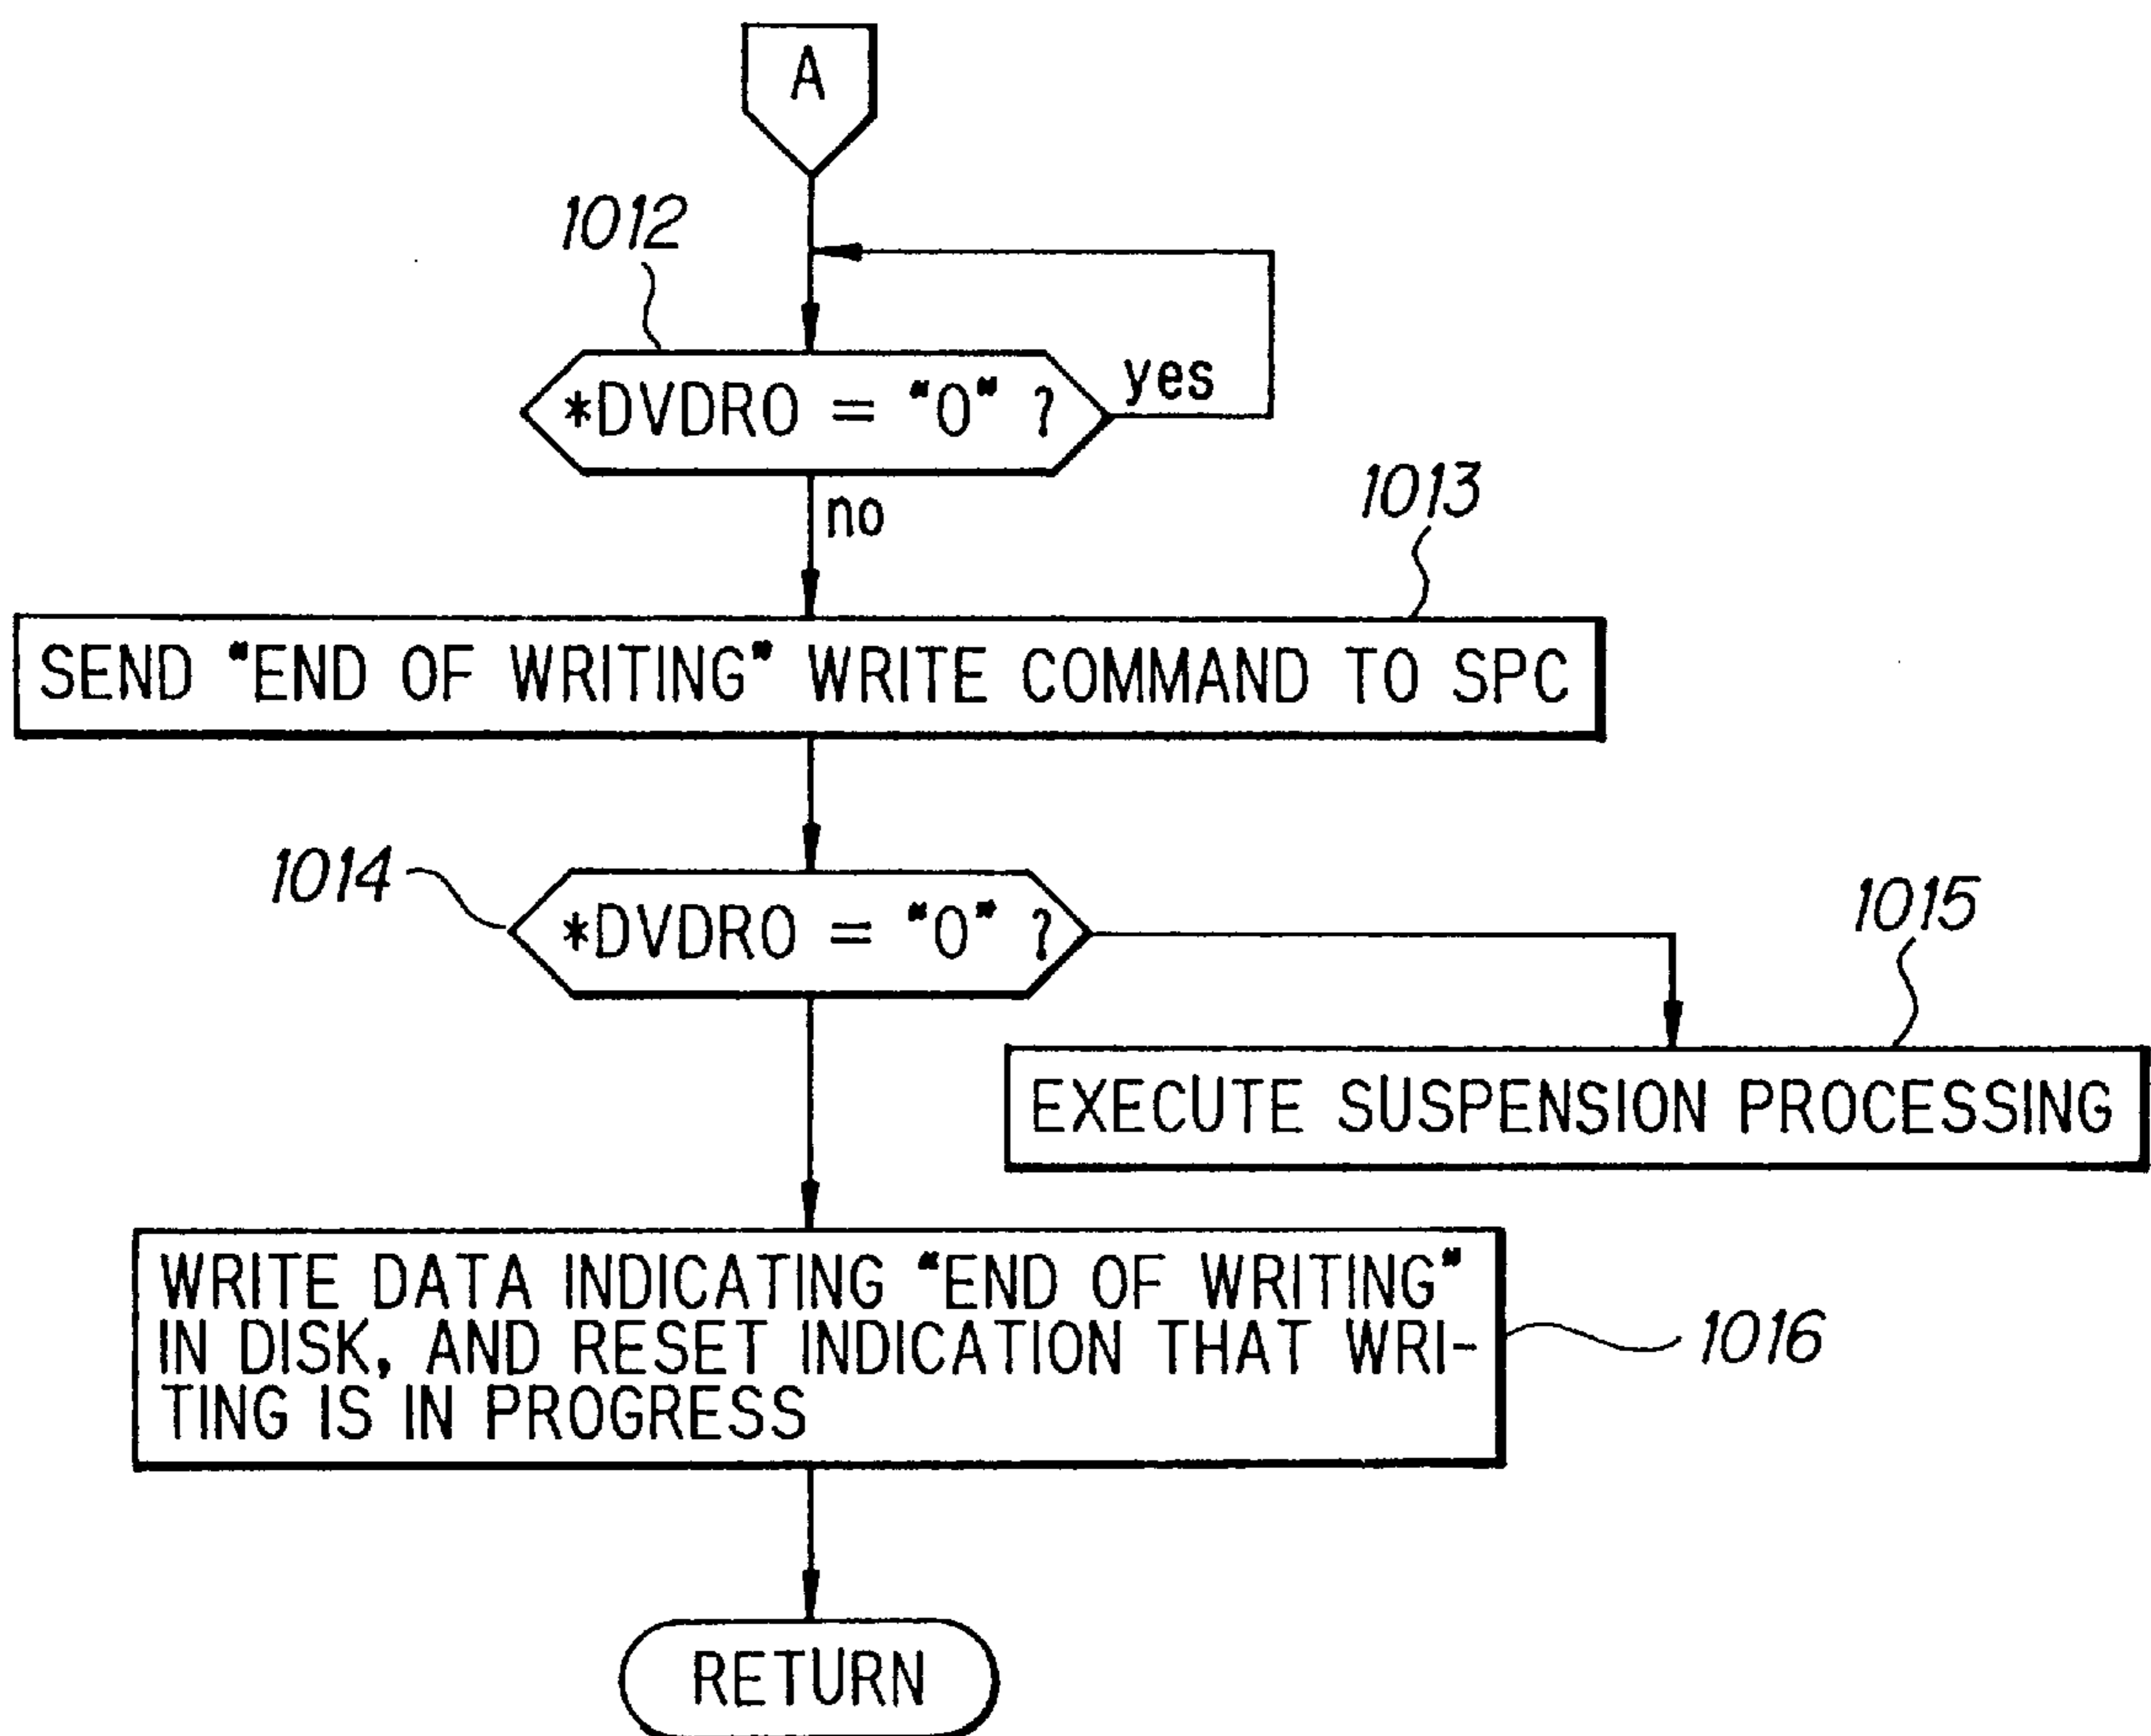 A
1012
*DVDRO = "0" ?
yes
no
1013
SEND "END OF WRITING" WRITE COMMAND TO SPC
1014
*DVDRO = "0" ?
1015
EXECUTE SUSPENSION PROCESSING
WRITE DATA INDICATING "END OF WRITING"
IN DISK, AND RESET INDICATION THAT WRI-
TING IS IN PROGRESS
1016
RETURN